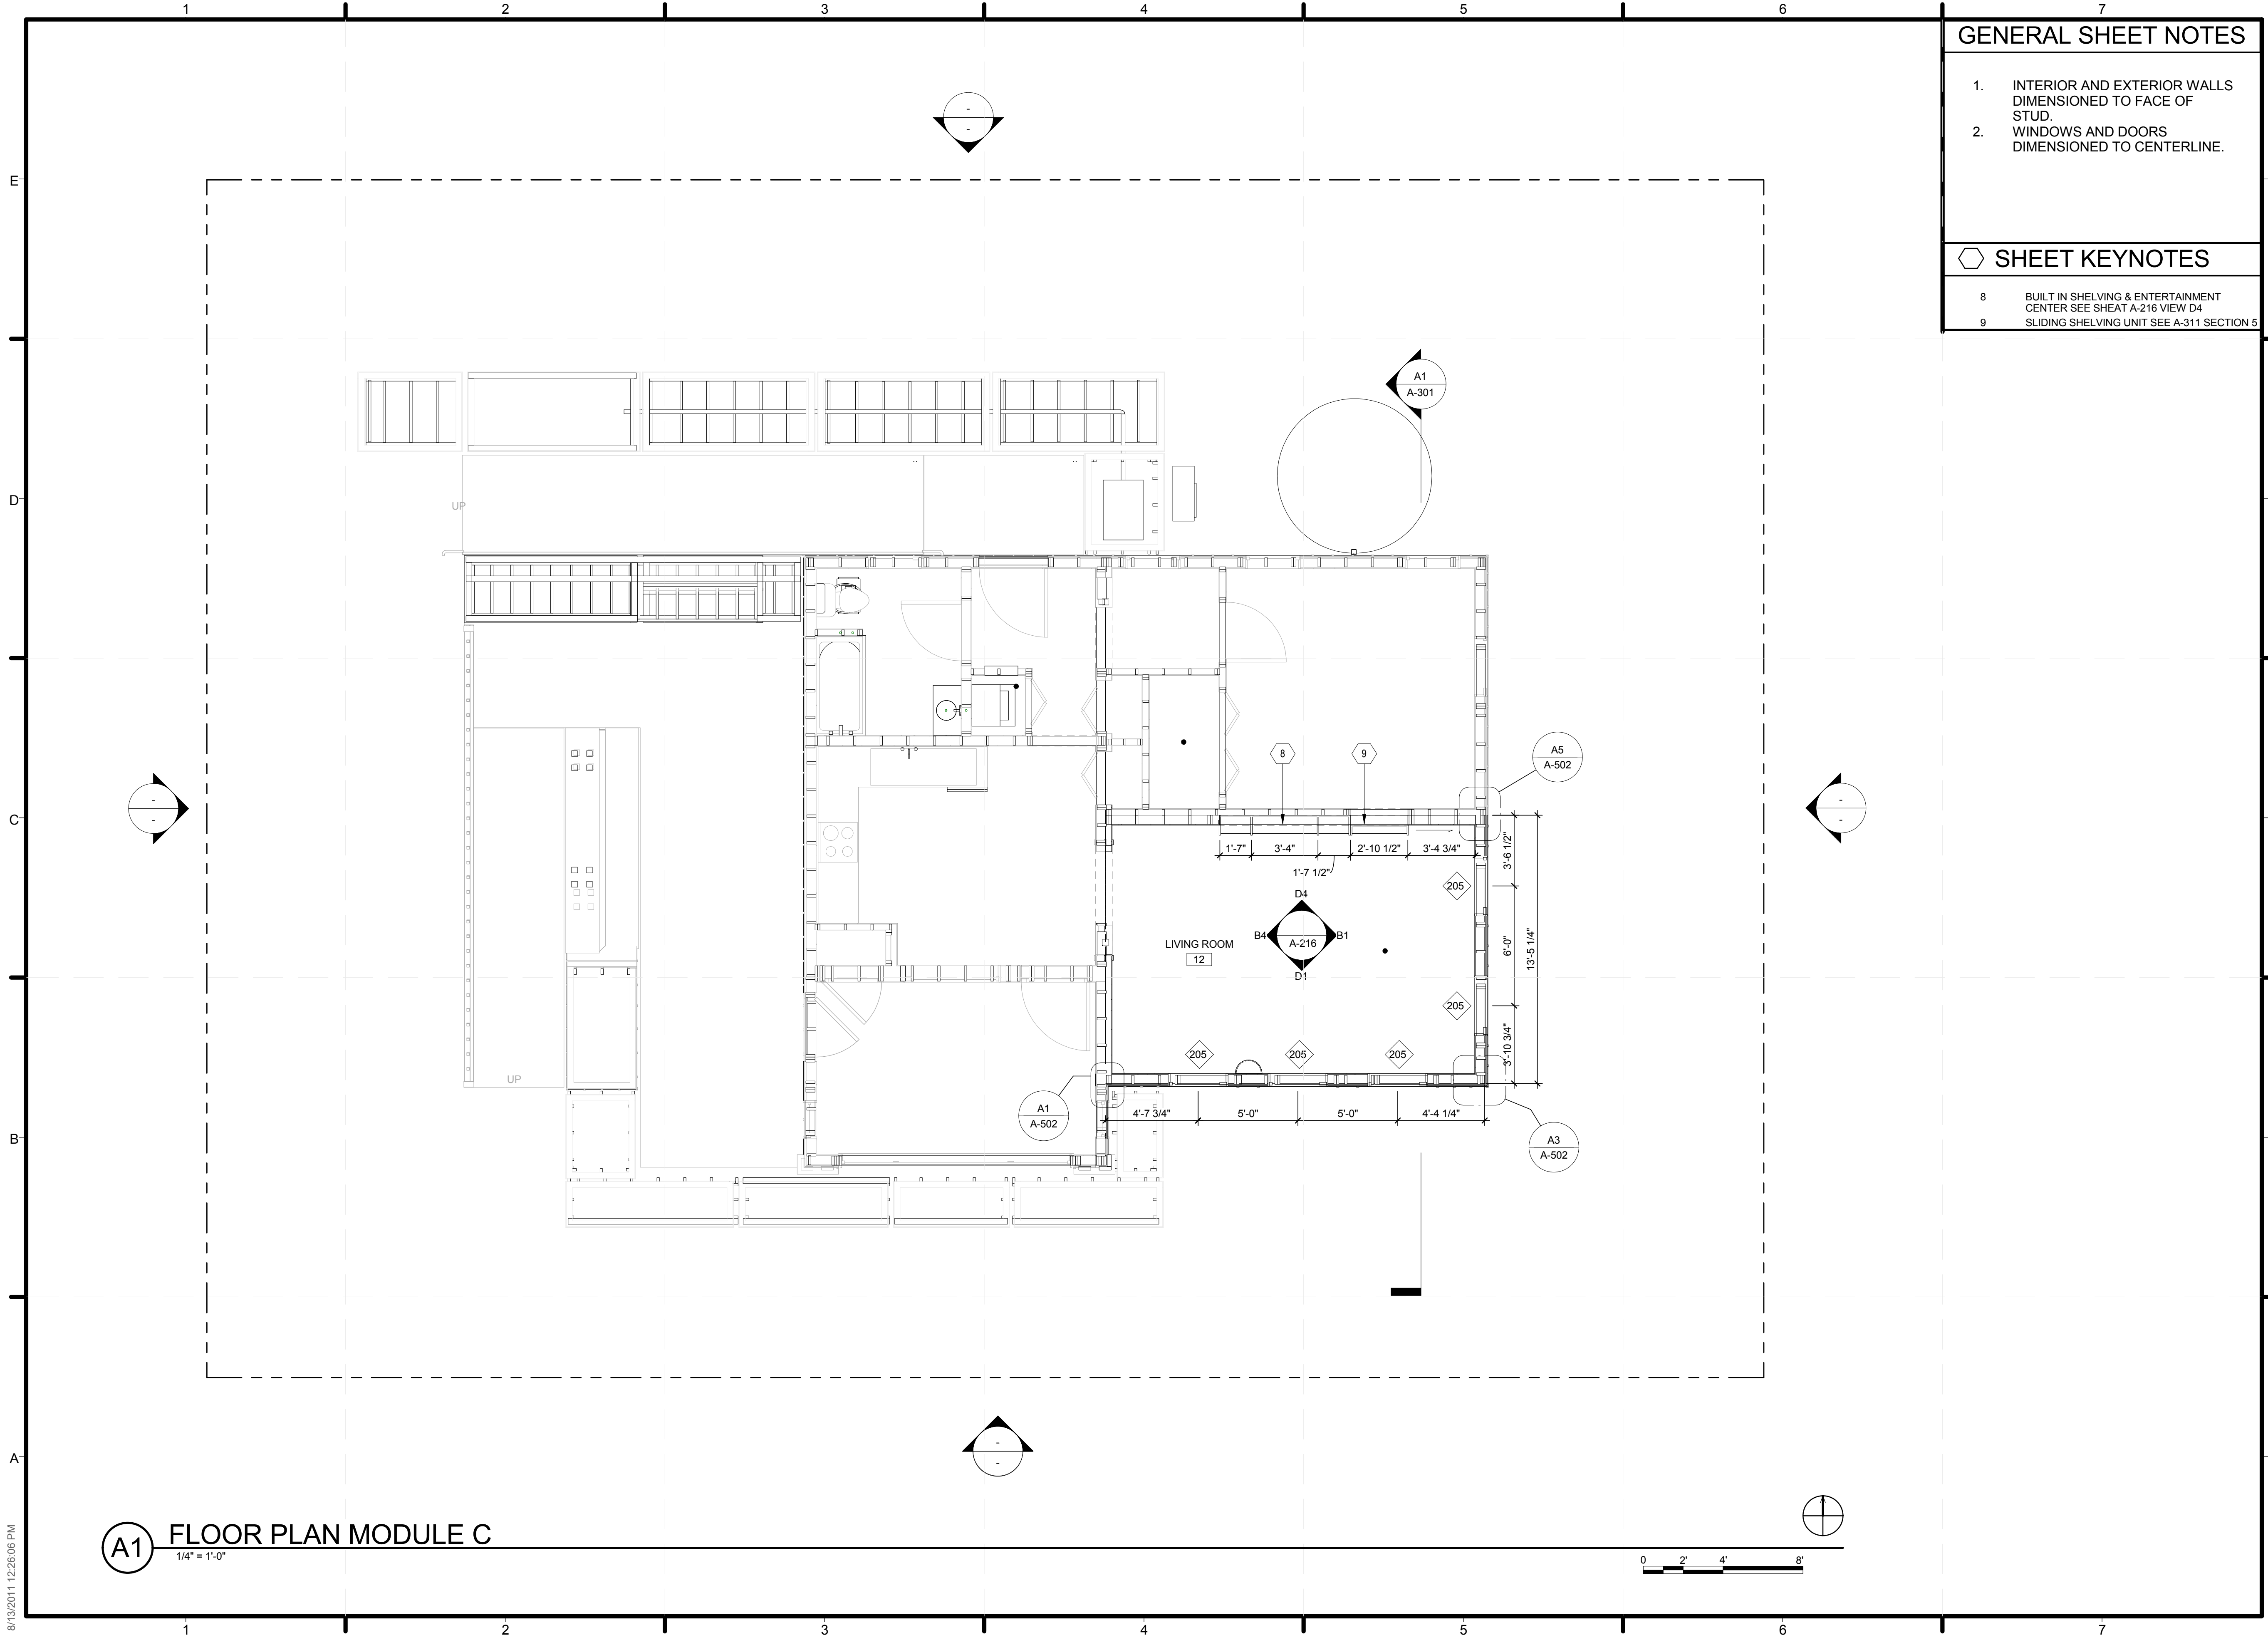 1 2 3 4 5 6 7
GENERAL SHEET NOTES
1. INTERIOR AND EXTERIOR WALLS
DIMENSIONED TO FACE OF
STUD.
2. WINDOWS AND DOORS
DIMENSIONED TO CENTERLINE.
SHEET KEYNOTES
8 BUILT IN SHELVING & ENTERTAINMENT
CENTER SEE SHEAT A-216 VIEW D4
9 SLIDING SHELVING UNIT SEE A-311 SECTION 5
-
-
E
A1
A-301
D
UP
8
9
A5
A-502
-
-
-
-
C
1'-7"
3'-4"
2'-10 1/2"
3'-4 3/4"
1'-7 1/2"
3'-6 1/2"
205
D4
B4
A-216
B1
D1
LIVING ROOM
12
6'-0"
13'-5 1/4"
205
3'-10 3/4"
205
205
205
UP
A1
A-502
4'-7 3/4"
5'-0"
5'-0"
4'-4 1/4"
B
A3
A-502
-
-
A
A1
FLOOR PLAN MODULE C
1/4" = 1'-0"
0 2' 4' 8'
8/13/2011 12:26:06 PM
1 2 3 4 5 6 7